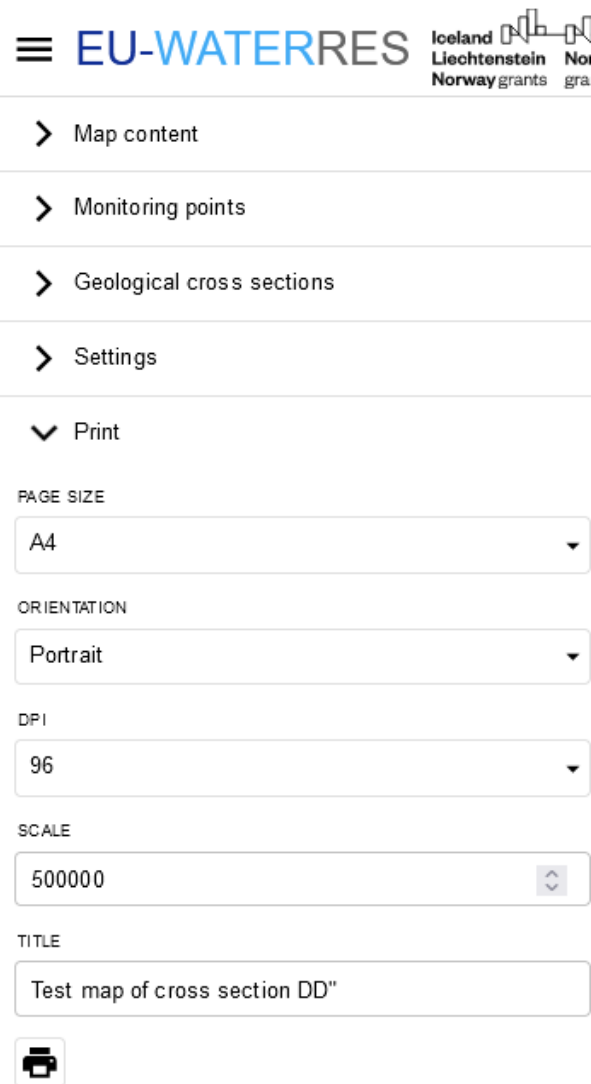 EU-WATERRES
Iceland
Liechtenstein
Norway grants
Map content
Monitoring points
Geological cross sections
Settings
Print
PAGE SIZE
A4
ORIENTATION
Portrait
DPI
96
SCALE
500000
TITLE
Test map of cross section DD"